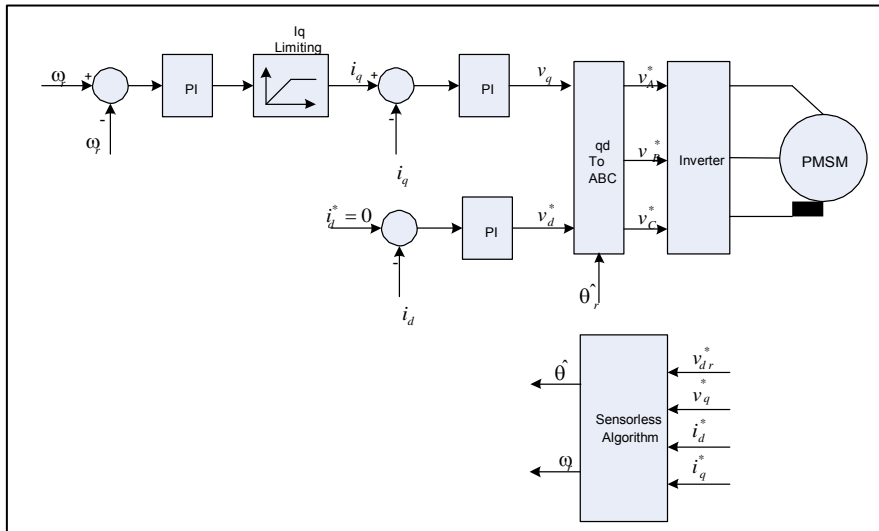 Iq
Limiting
ω_r + PI i_q + PI v_q v_A^*
- ω_r
- i_q
qd
To
ABC
v_B^*
Inverter
PMSM
i_d^* = 0 PI v_d^* v_C^*
- i_d
θ̂_r
θ̂
v_dr^*
v_q^*
Sensorless
Algorithm
i_d^*
ω_r
i_q^*